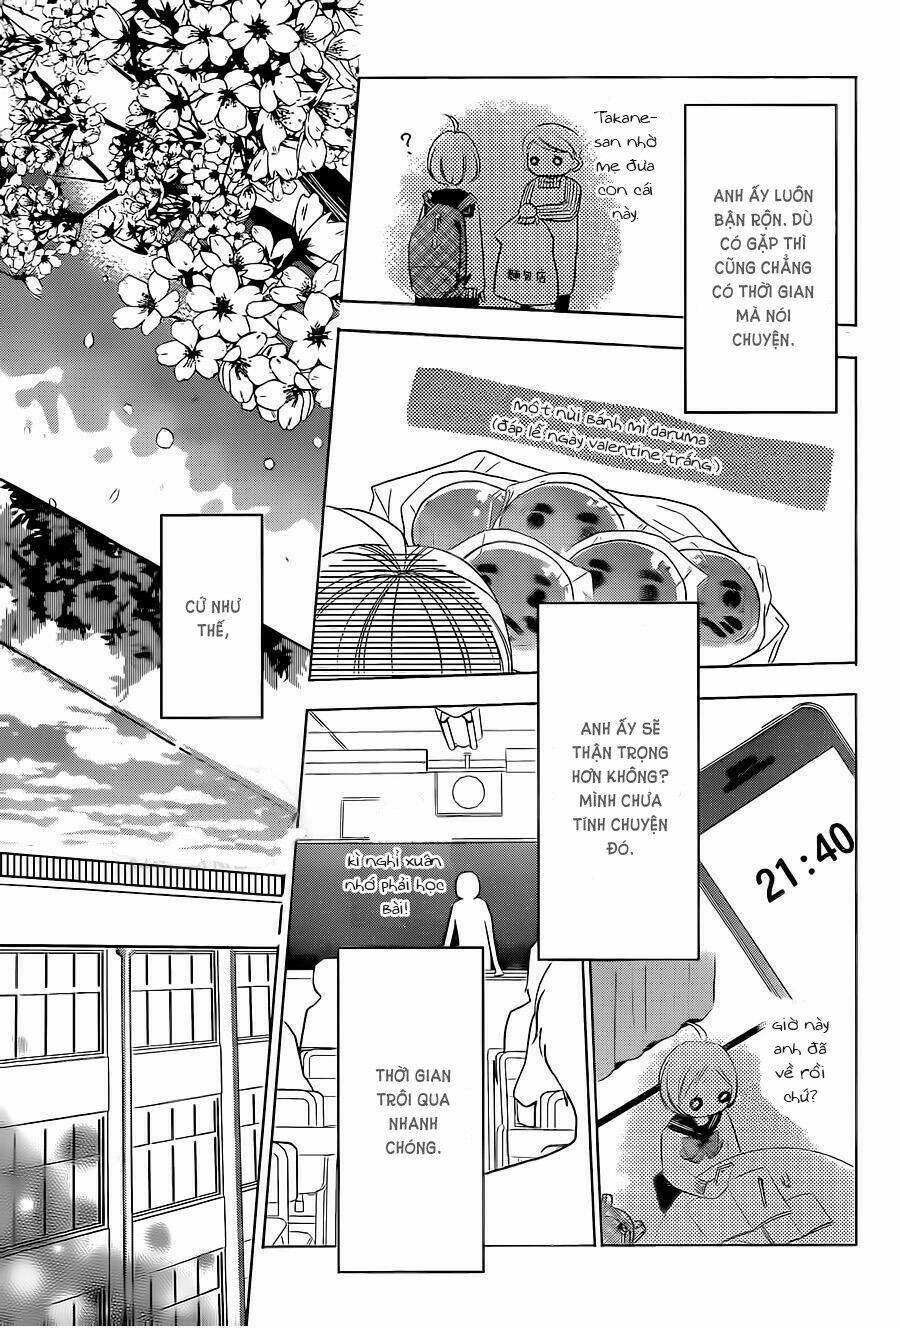 ANH ẤY LUÔN
BẬN RỘN. DÙ
CÓ GẶP THÌ
CŨNG CHẲNG
CÓ THỜI GIAN
MÀ NÓI
CHUYỆN.
Takane-
san nhờ
mẹ đưa
con cái
này.
?
Một núi bánh mì daruma
(đáp lễ ngày valentine trắng)
ANH ẤY SẼ
THẬN TRỌNG
HƠN KHÔNG?
MÌNH CHƯA
TÍNH CHUYỆN
ĐÓ.
21:40
Giờ này
anh đã
về rồi
chứ?
kì nghỉ xuân
nhớ phải học
Bài!
THỜI GIAN
TRÔI QUA
NHANH
CHÓNG.
CỨ NHƯ
THẾ,